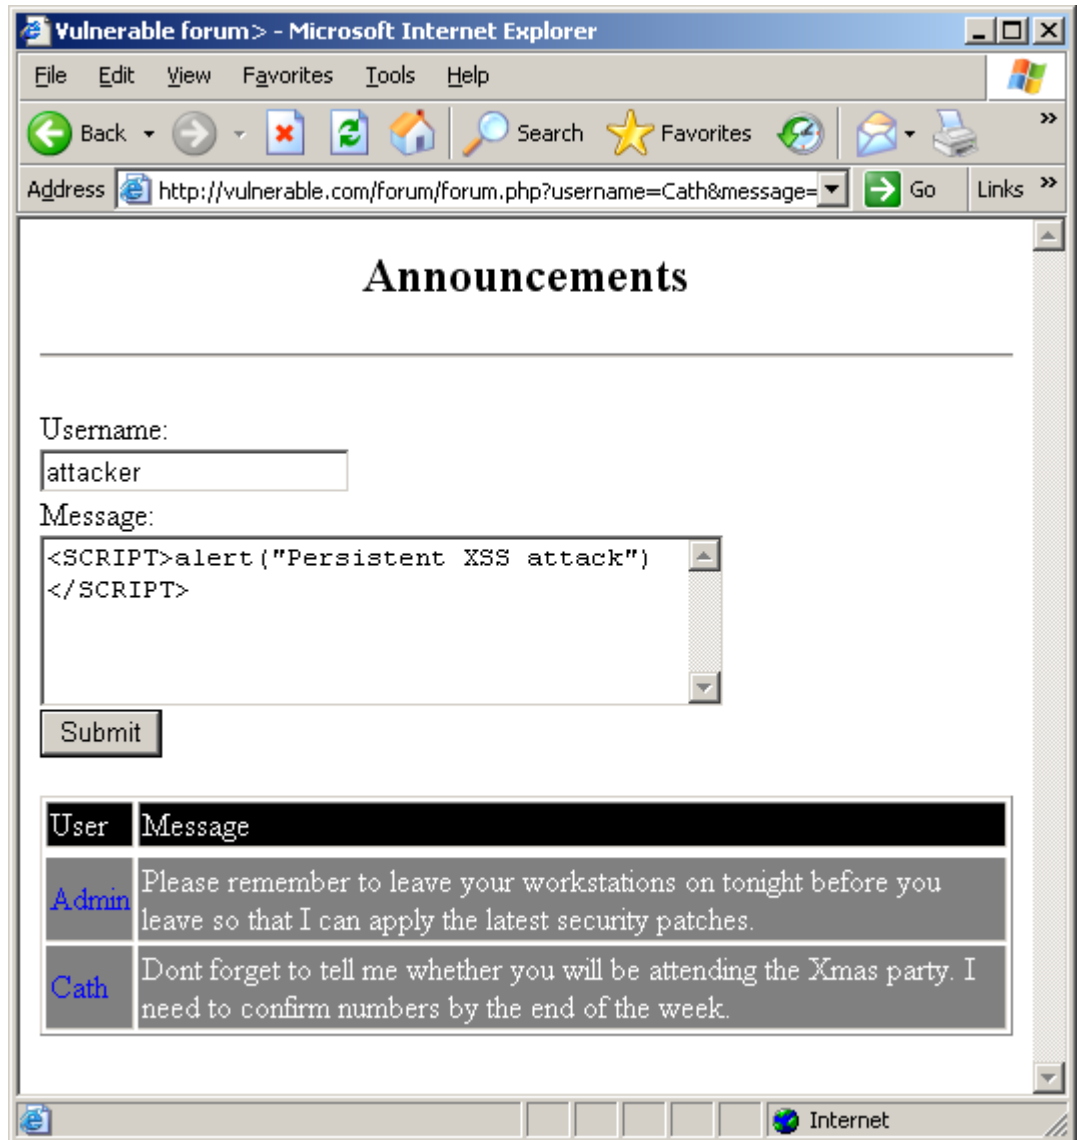 Vulnerable forum> - Microsoft Internet Explorer
File Edit View Favorites Tools Help
Back Search Favorites »
Address http://vulnerable.com/forum/forum.php?username=Cath&message= Go Links »
Announcements
Username:
attacker
Message:
<SCRIPT>alert("Persistent XSS attack")
</SCRIPT>
Submit
User Message
Admin Please remember to leave your workstations on tonight before you
leave so that I can apply the latest security patches.
Cath Dont forget to tell me whether you will be attending the Xmas party. I
need to confirm numbers by the end of the week.
Internet